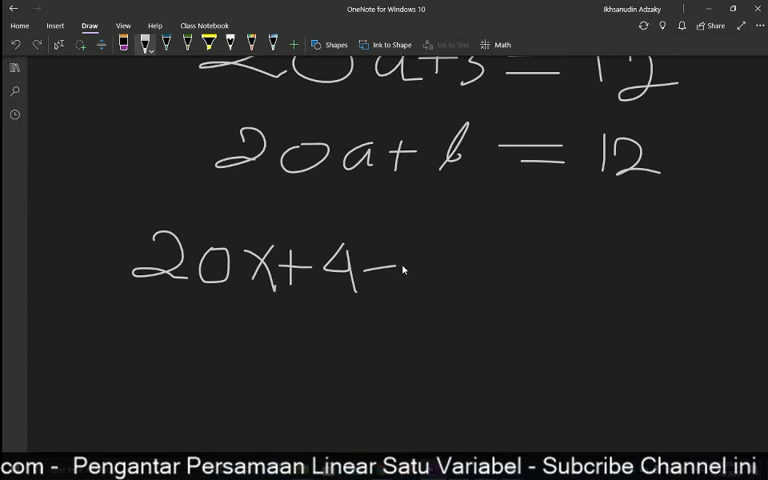 OneNote for Windows 10
Ikhsanudin Adzaky
Home Insert Draw View Help Class Notebook
Share
Shapes Ink to Shape Ink to Text Math
20a+b = 12
20x+4-
com - Pengantar Persamaan Linear Satu Variabel - Subcribe Channel ini